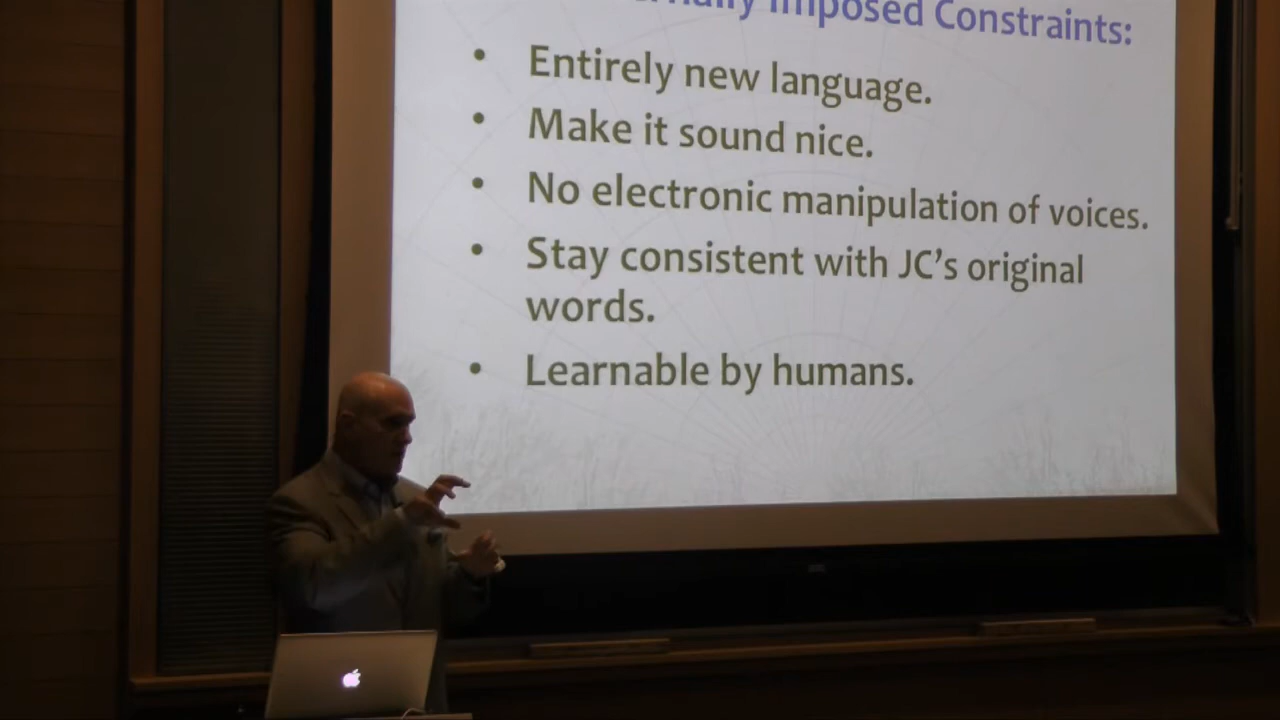 Imposed Constraints:
• Entirely new language.
• Make it sound nice.
• No electronic manipulation of voices.
• Stay consistent with JC's original
words.
• Learnable by humans.